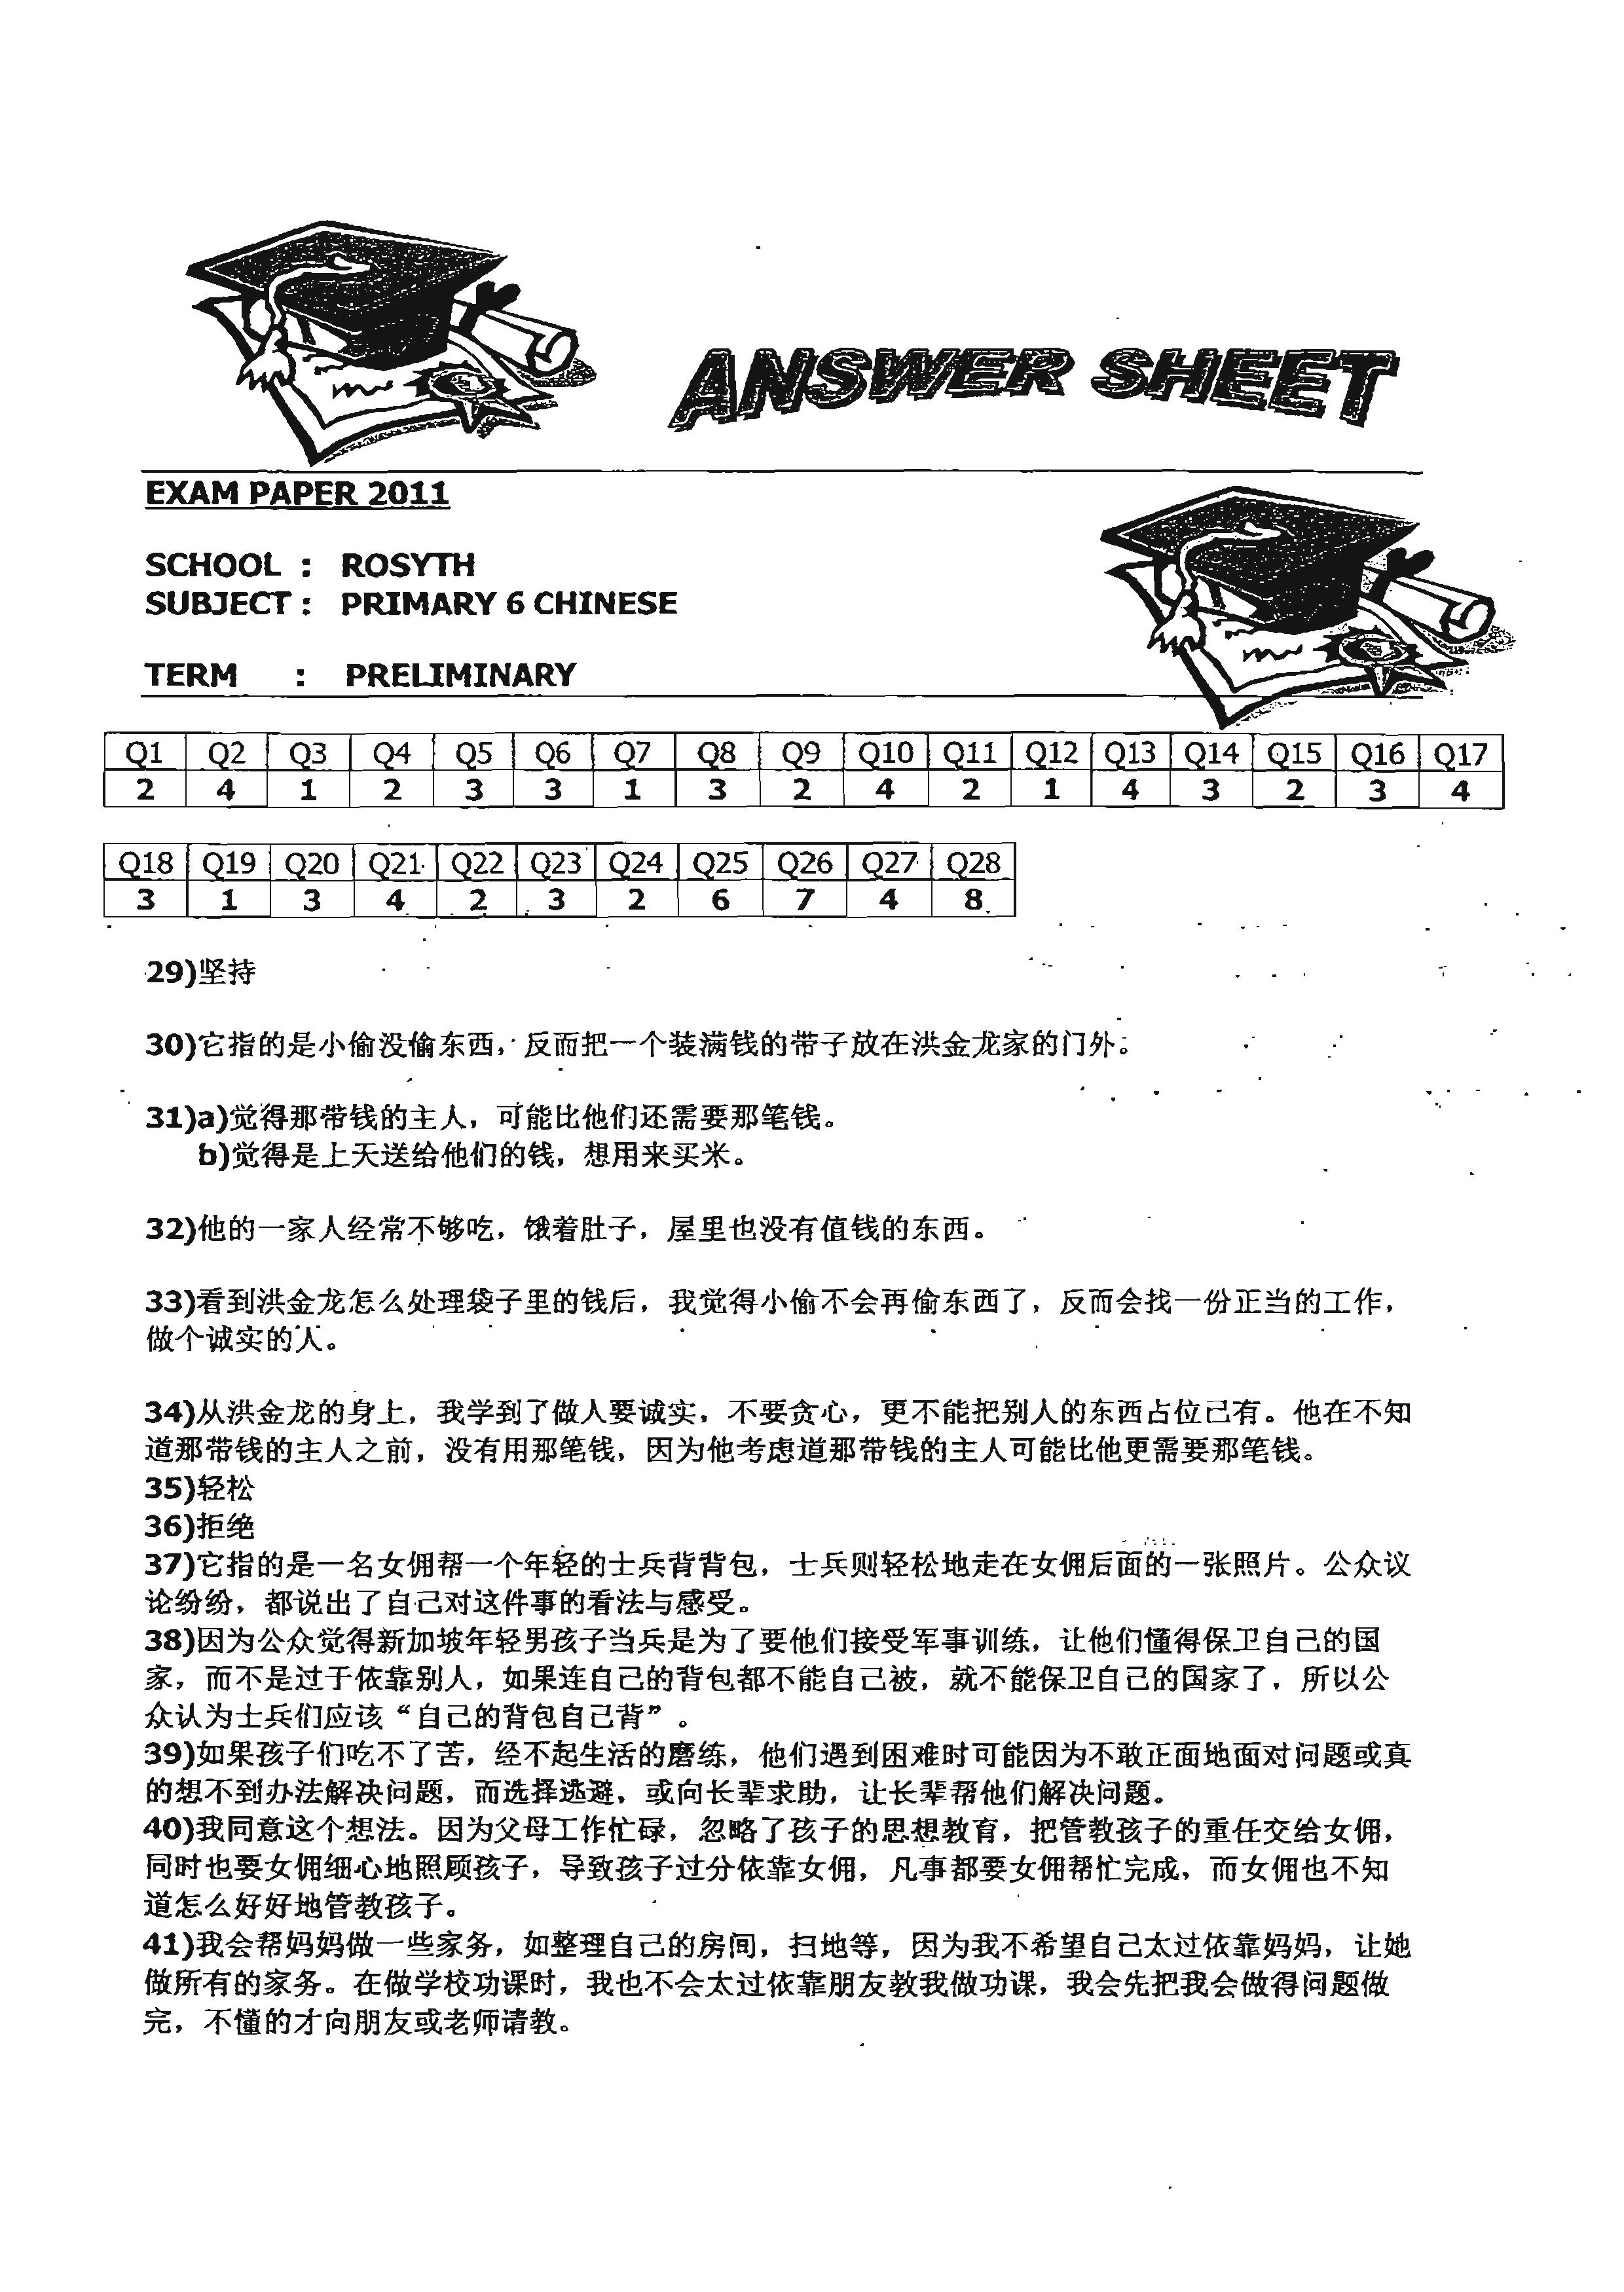 ANSWER SHEET
EXAM PAPER 2011
SCHOOL : ROSYTH
SUBJECT : PRIMARY 6 CHINESE
TERM : PRELIMINARY
Q1 Q2 Q3 Q4 Q5 Q6 Q7 Q8 Q9 Q10 Q11 Q12 Q13 Q14 Q15 Q16 Q17
2 4 1 2 3 3 1 3 2 4 2 1 4 3 2 3 4
Q18 Q19 Q20 Q21 Q22 Q23 Q24 Q25 Q26 Q27 Q28
3 1 3 4 2 3 2 6 7 4 8
29)坚持
30)它指的是小偷没偷东西，反而把一个装满钱的带子放在洪金龙家的门外。
31)a)觉得那带钱的主人，可能比他们还需要那笔钱。
b)觉得是上天送给他们的钱，想用来买米。
32)他的一家人经常不够吃，饿着肚子，屋里也没有值钱的东西。
33)看到洪金龙怎么处理袋子里的钱后，我觉得小偷不会再偷东西了，反而会找一份正当的工作，
做个诚实的人。
34)从洪金龙的身上，我学到了做人要诚实，不要贪心，更不能把别人的东西占位己有。他在不知
道那带钱的主人之前，没有用那笔钱，因为他考虑道那带钱的主人可能比他更需要那笔钱。
35)轻松
36)拒绝
37)它指的是一名女佣帮一个年轻的士兵背背包，士兵则轻松地走在女佣后面的一张照片。公众议
论纷纷，都说出了自己对这件事的看法与感受。
38)因为公众觉得新加坡年轻男孩子当兵是为了要他们接受军事训练，让他们懂得保卫自己的国
家，而不是过于依靠别人，如果连自己的背包都不能自己被，就不能保卫自己的国家了，所以公
众认为士兵们应该“自己的背包自己背”。
39)如果孩子们吃不了苦，经不起生活的磨练，他们遇到困难时可能因为不敢正面地面对问题或真
的想不到办法解决问题，而选择逃避，或向长辈求助，让长辈帮他们解决问题。
40)我同意这个想法。因为父母工作忙碌，忽略了孩子的思想教育，把管教孩子的重任交给女佣，
同时也要女佣细心地照顾孩子，导致孩子过分依靠女佣，凡事都要女佣帮忙完成，而女佣也不知
道怎么好好地管教孩子。
41)我会帮妈妈做一些家务，如整理自己的房间，扫地等，因为我不希望自己太过依靠妈妈，让她
做所有的家务。在做学校功课时，我也不会太过依靠朋友教我做功课，我会先把我会做得问题做
完，不懂的才向朋友或老师请教。